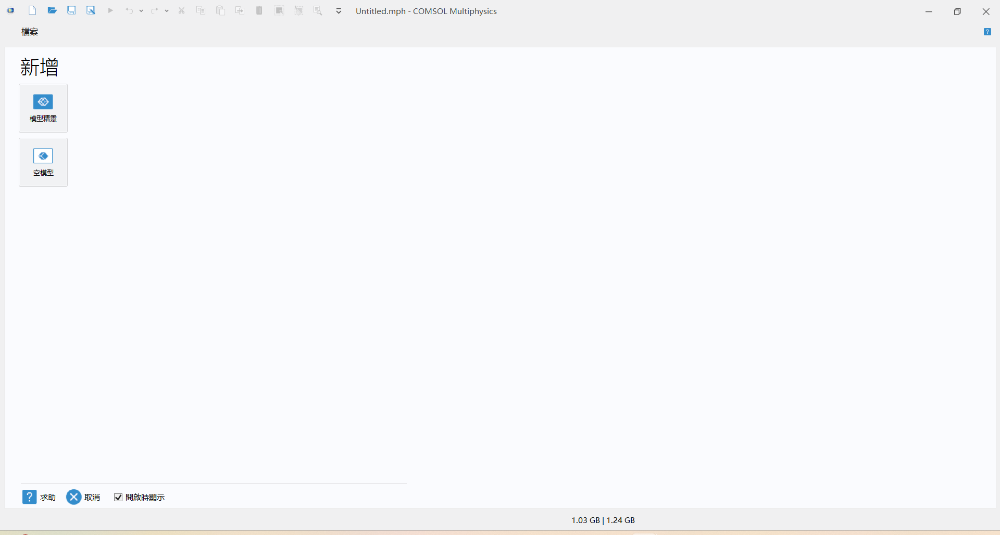 Untitled.mph - COMSOL Multiphysics
檔案
?
新增
模型精靈
空模型
? 求助 取消 開啟時顯示
1.03 GB | 1.24 GB